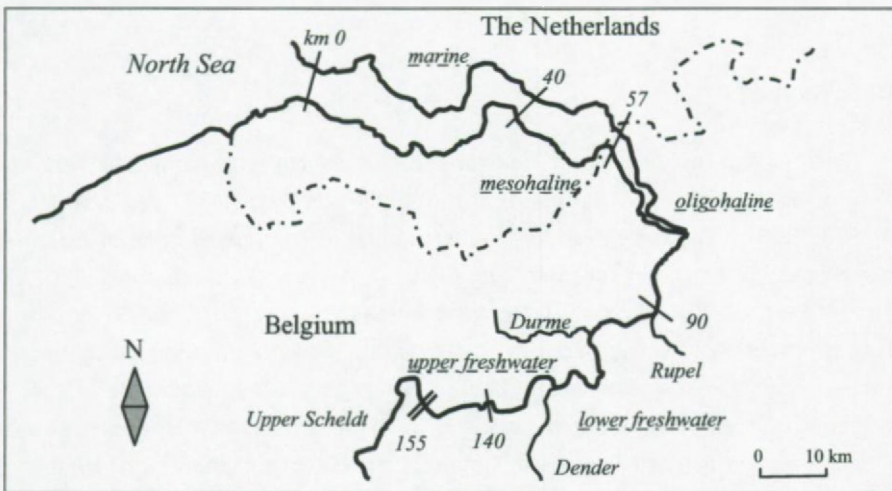 The Netherlands
km 0
North Sea
marine
40
57
mesohaline
oligohaline
Belgium
Durme
90
N
upper freshwater
Rupel
Upper Scheldt
lower freshwater
155
140
Dender
0 10 km